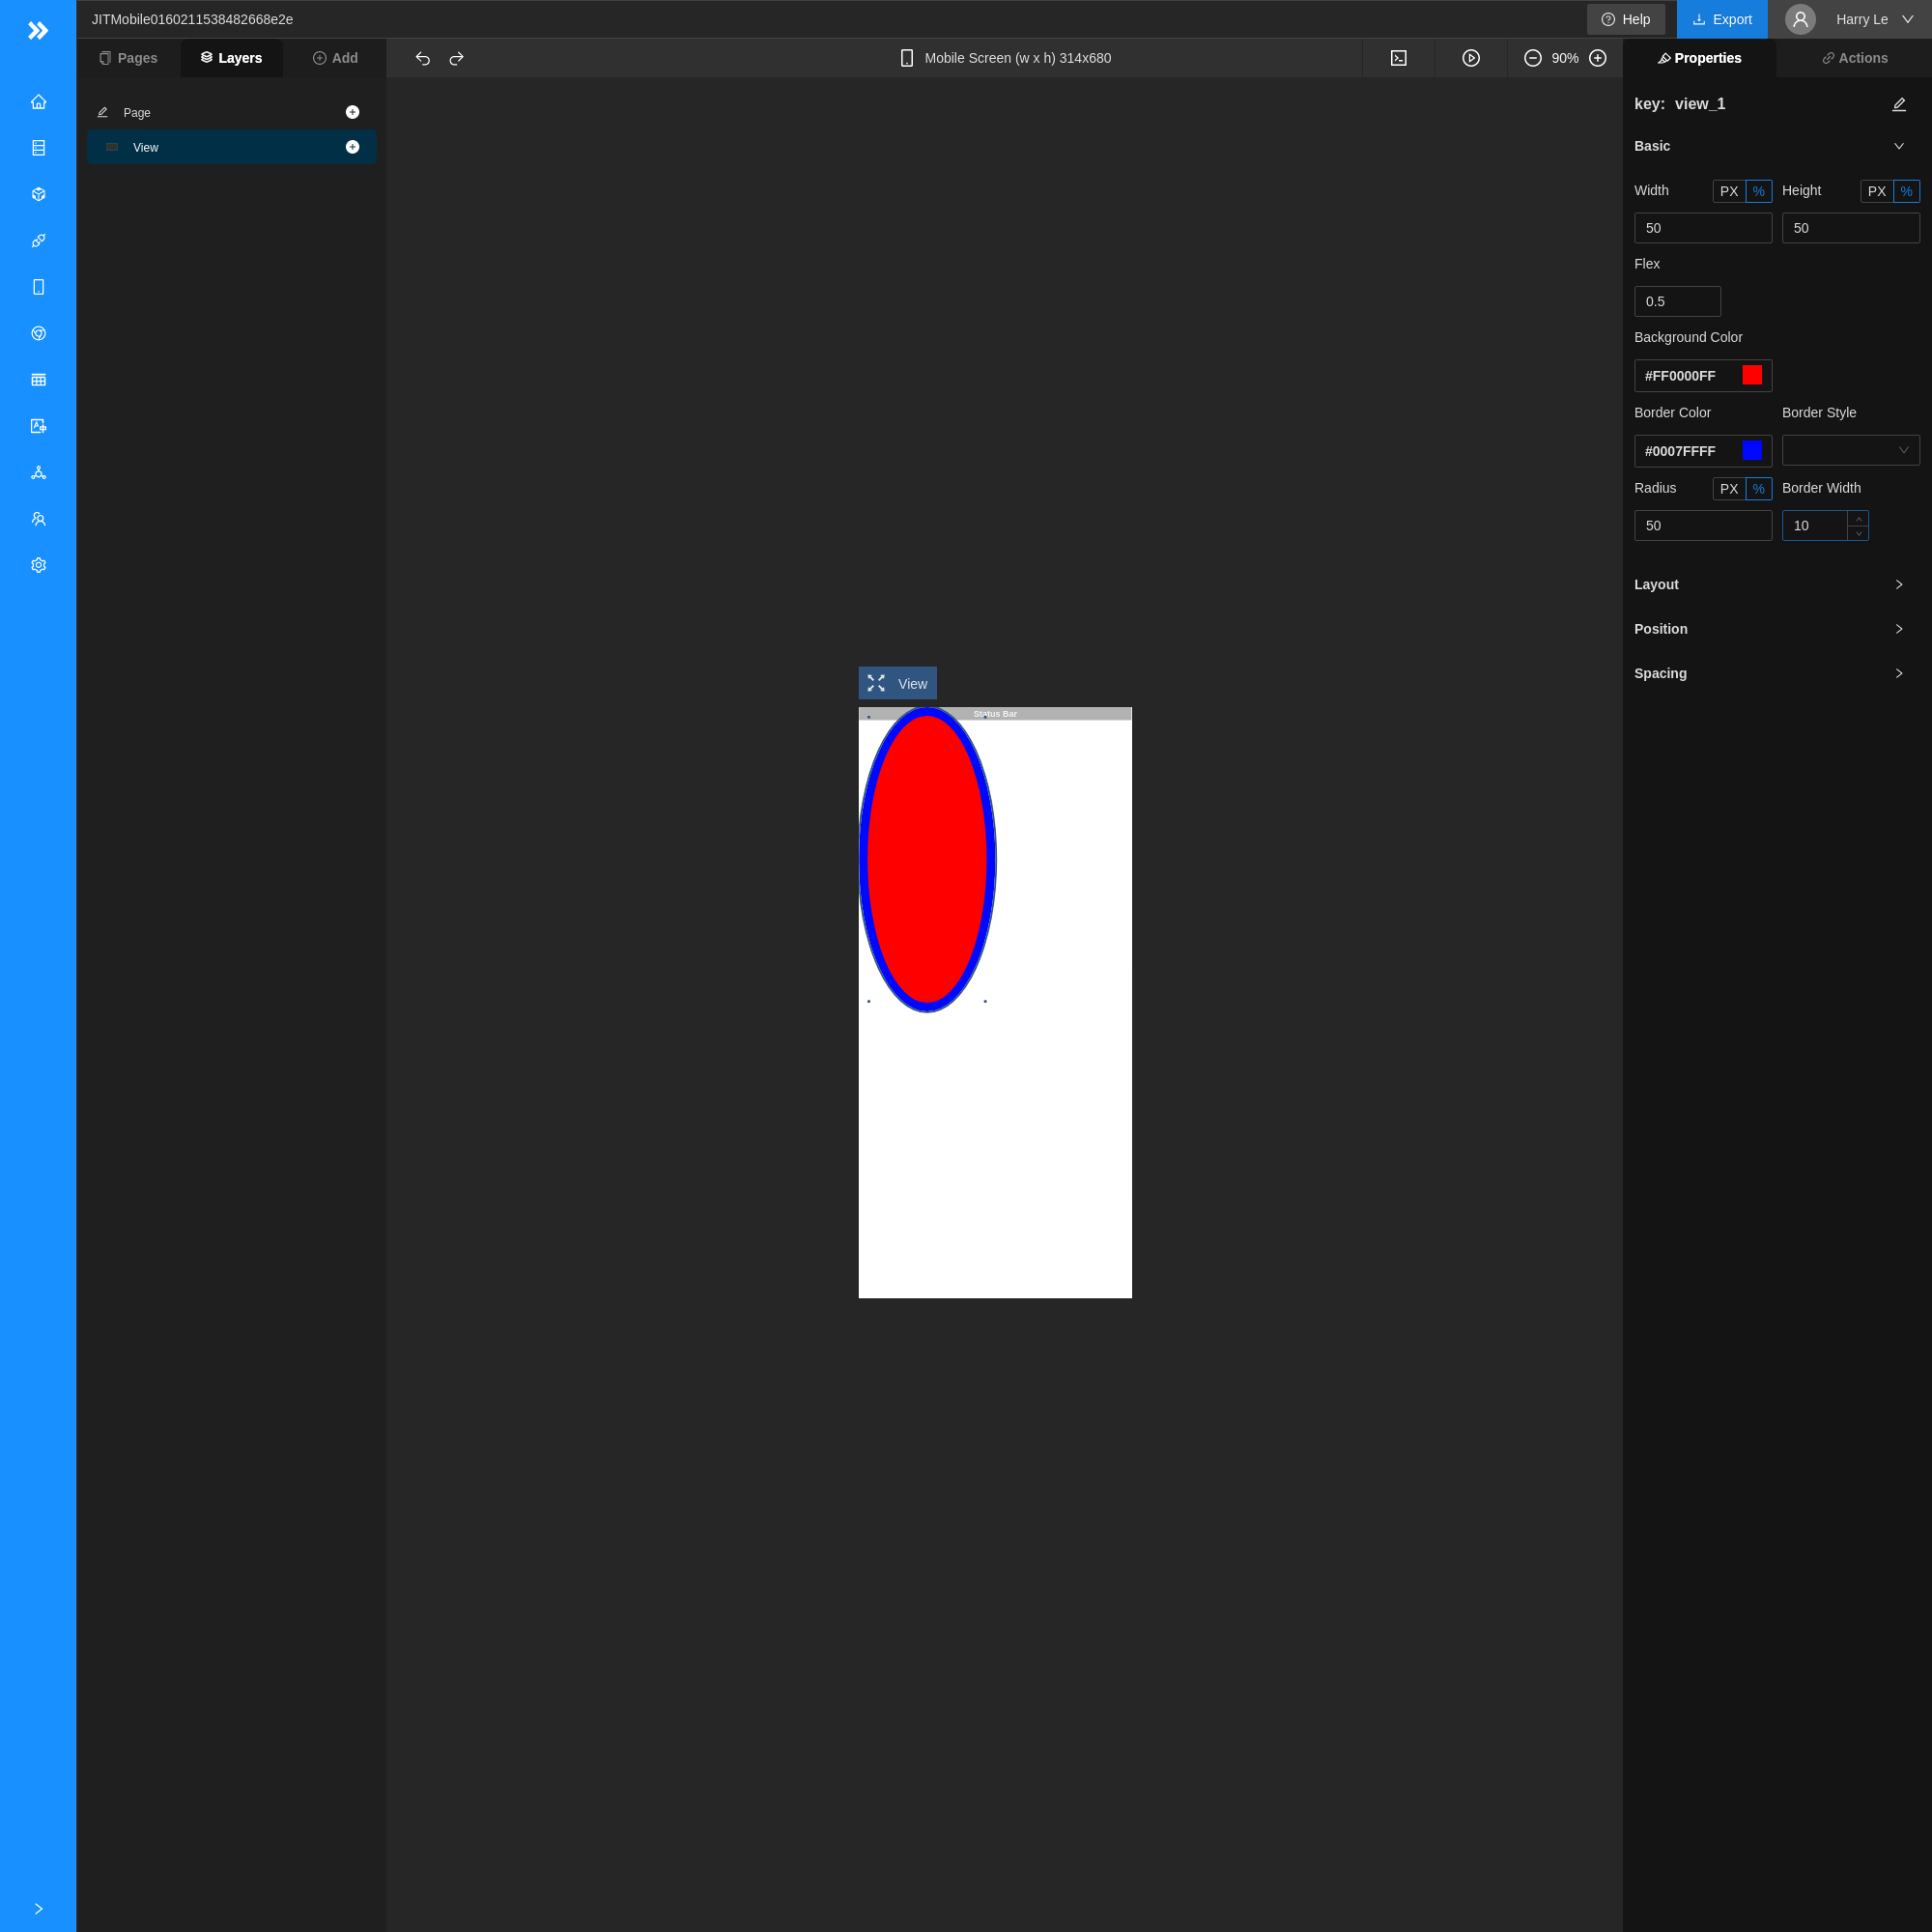 JITMobile0160211538482668e2e
Help
Export
Harry Le
Pages
Layers
Add
Mobile Screen (w x h) 314x680
90%
Properties
Actions
Page
View
key: view_1
Basic
Width PX % Height PX %
50 50
Flex
0.5
Background Color
#FF0000FF
Border Color Border Style
#0007FFFF
Radius PX % Border Width
50 10
Layout
Position
Spacing
View
Status Bar